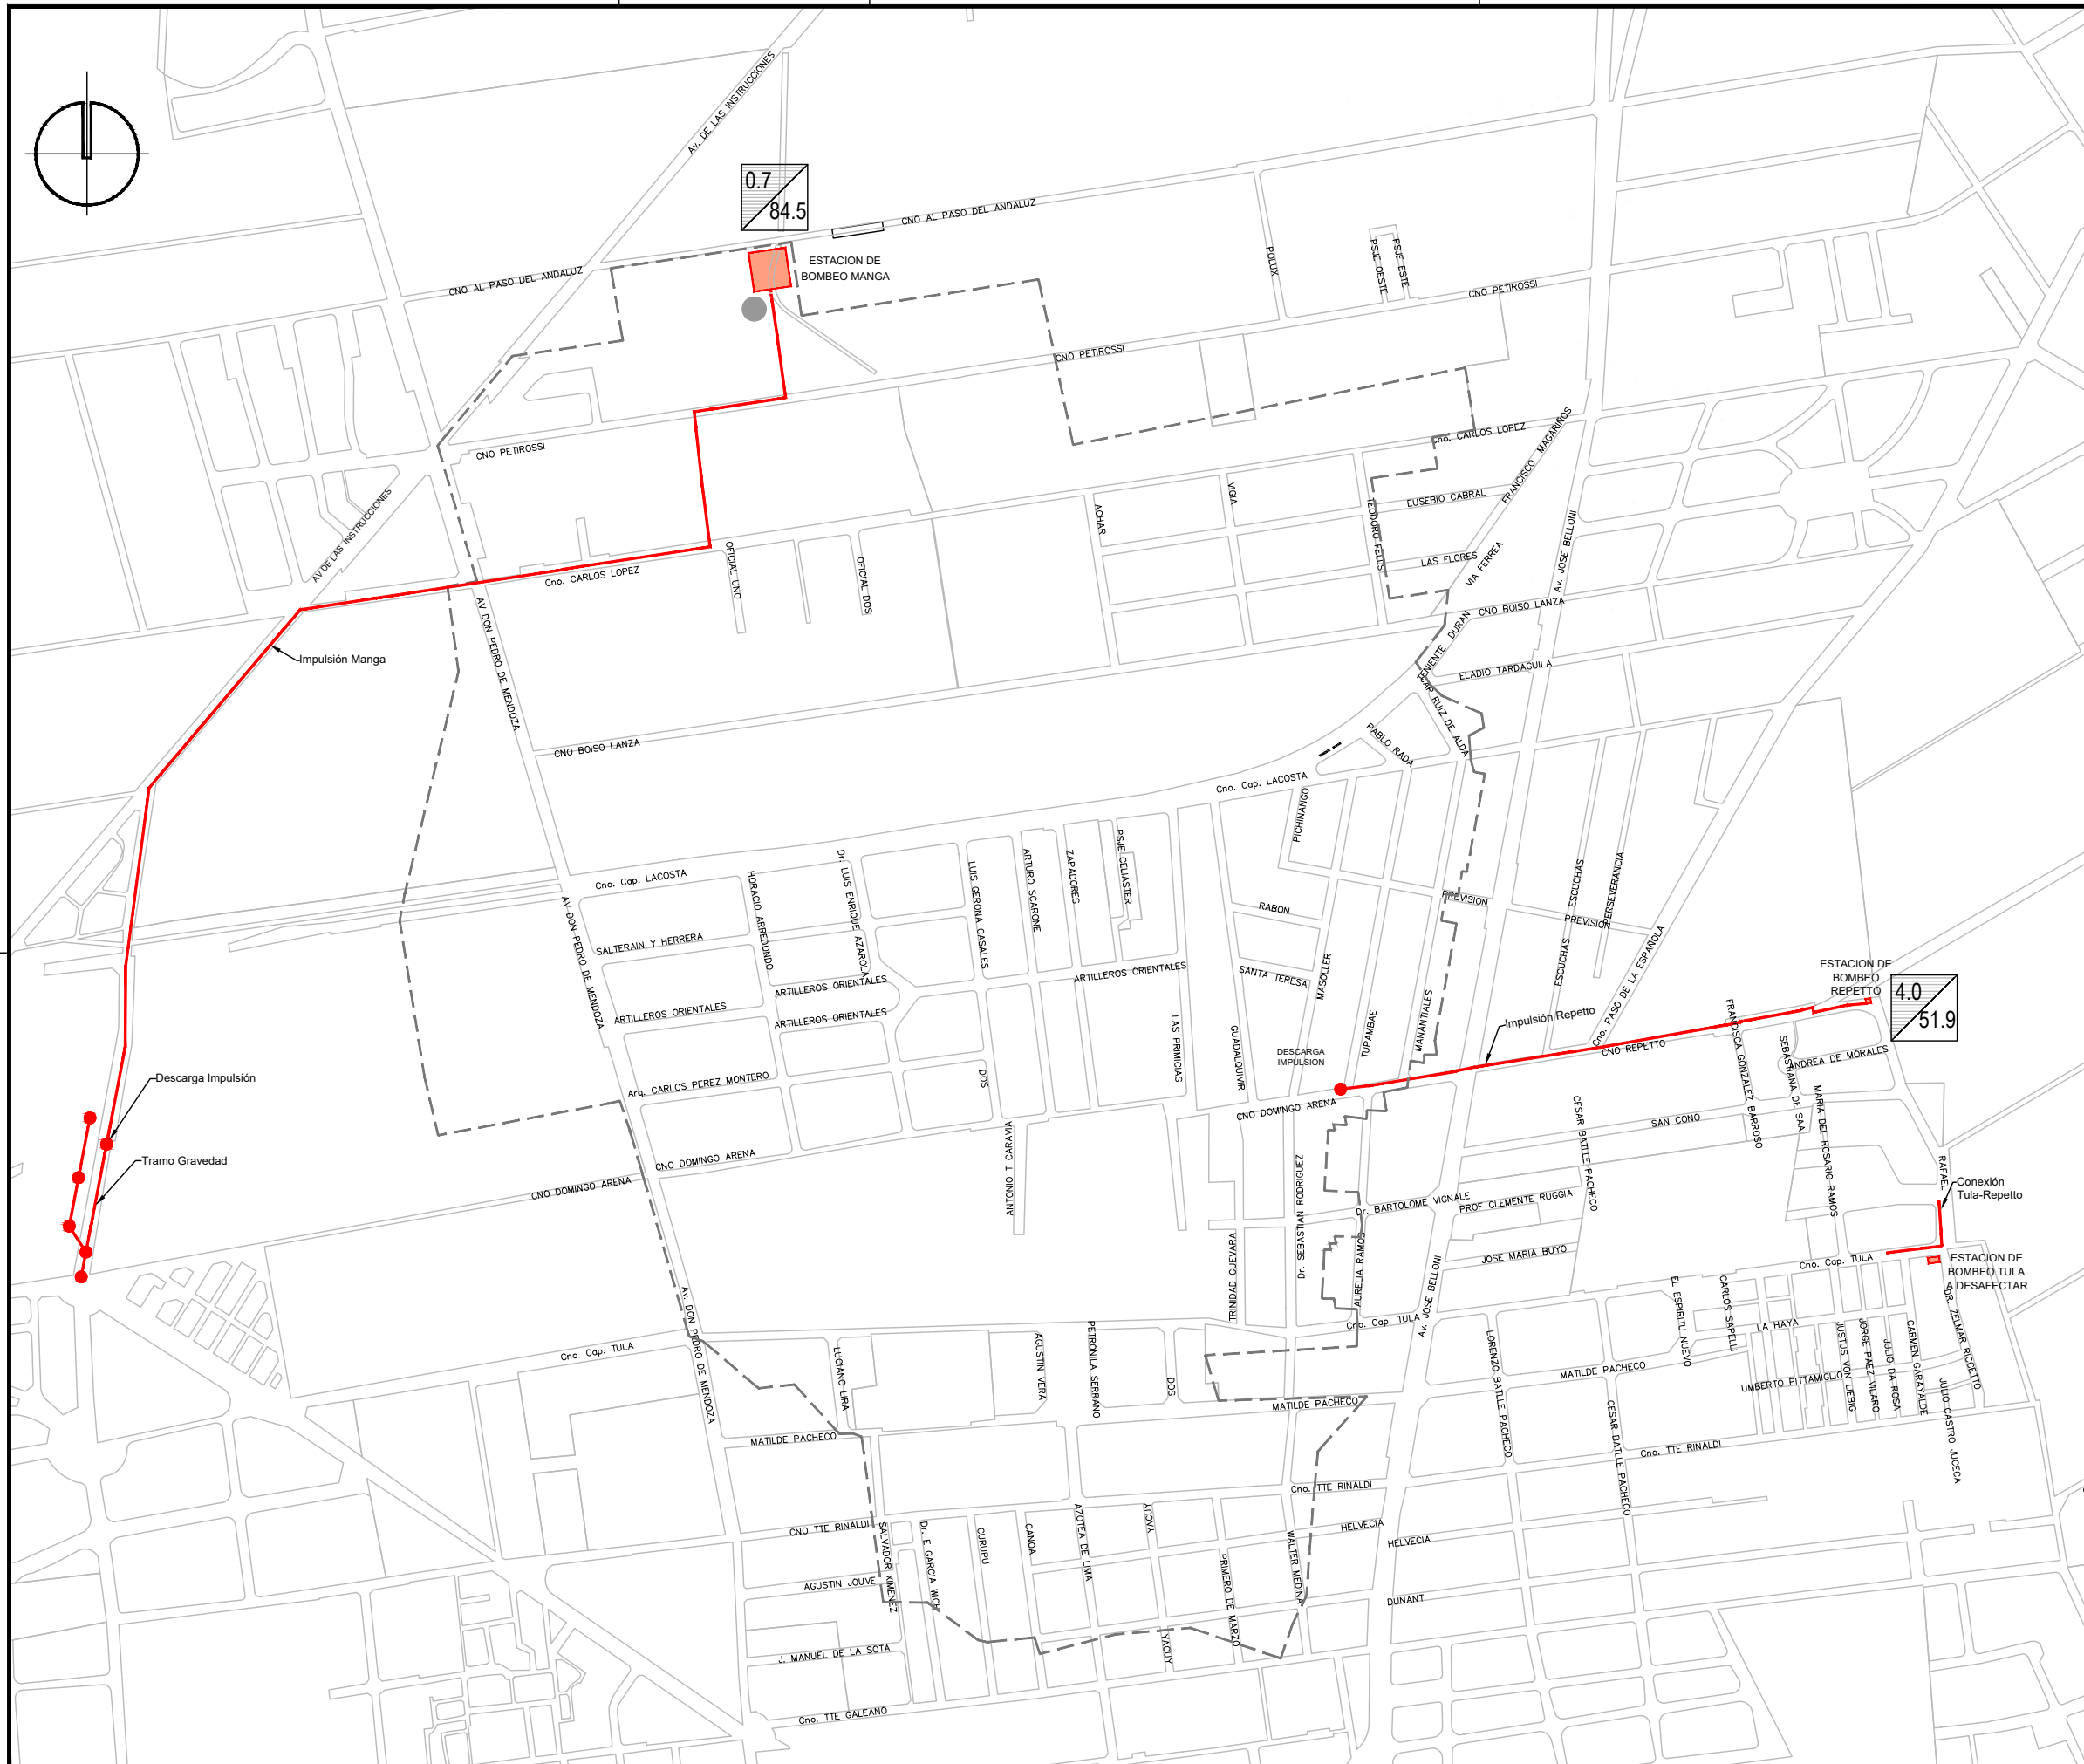 Av. DE LAS INSTRUCCIONES
0.7
84.5
CNO AL PASO DEL ANDALUZ
ESTACION DE
BOMBEO MANGA
CNO AL PASO DEL ANDALUZ
POLUX
PSJE OESTE
PSJE ESTE
CNO PETIROSSI
CNO PETIROSSI
CNO PETIROSSI
Cno. CARLOS LOPEZ
FRANCISCO MAGARIÑOS
EUSEBIO CABRAL
VIGIA
ACHAR
TEODORO FELLS
LAS FLORES
VIA FERREA
Av. JOSE BELLONI
AV DE LAS INSTRUCCIONES
OFICIAL UNO
OFICIAL DOS
Cno. CARLOS LOPEZ
CNO BOISO LANZA
TENIENTE DURAN
ELADIO TARDAGUILA
Impulsión Manga
AV DON PEDRO DE MENDOZA
CAP RUIZ DE ALDA
PABLO RADA
CNO BOISO LANZA
Cno. Cap. LACOSTA
PICHINANGO
Cno. Cap. LACOSTA
HORACIO ARREDONDO
Dr. LUIS ENRIQUE AZAROLA
LUIS GERONA CASALES
ARTURO SCARONE
ZAPADORES
PSJE CELIASTER
ESCUCHAS
PERSEVERANCIA
PREVISION
PREVISION
RABON
SALTERAIN Y HERRERA
AV DON PEDRO DE MENDOZA
ARTILLEROS ORIENTALES
ARTILLEROS ORIENTALES
ARTILLEROS ORIENTALES
ARTILLEROS ORIENTALES
SANTA TERESA
MASOLLER
ESCUCHAS
Cno. PASO DE LA ESPAÑOLA
ESTACION DE
BOMBEO
REPETTO
4.0
51.9
LAS PRIMICIAS
GUADALQUIVIR
TUPAMBAE
MANANTIALES
Impulsión Repetto
CNO REPETTO
FRANCISCA GONZALEZ BARROSO
SEBASTIANA DE SAA
ANDREA DE MORALES
DESCARGA
IMPULSION
Descarga Impulsión
Arq. CARLOS PEREZ MONTERO
DOS
CNO DOMINGO ARENA
SAN CONO
CESAR BATLLE PACHECO
MARIA DEL ROSARIO RAMOS
Tramo Gravedad
CNO DOMINGO ARENA
CNO DOMINGO ARENA
ANTONIO T CARAVIA
Dr. SEBASTIAN RODRIGUEZ
Dr. BARTOLOME VIGNALE
PROF CLEMENTE RUGGIA
RAFAEL
Conexión
Tula-Repetto
TRINIDAD GUEVARA
AURELIA RAMOS
JOSE MARIA BUYO
Cno. Cap. TULA
ESTACION DE
BOMBEO TULA
A DESAFECTAR
Av. DON PEDRO DE MENDOZA
Cno. Cap. TULA
Cno. Cap. TULA
Av. JOSE BELLONI
EL ESPIRITU NUEVO
CARLOS SAPELLI
LA HAYA
DR. ZELMAR RICCETTO
LUCIANO LIRA
AGUSTIN VERA
PETRONILA SERRANO
DOS
LORENZO BATLLE PACHECO
MATILDE PACHECO
UMBERTO PITTAMIGLIO
JUSTUS VON LIEBIG
JORGE PAEZ VILARO
JULIO DA ROSA
CARMEN GARAYALDE
JULIO CASTRO JUCECA
MATILDE PACHECO
MATILDE PACHECO
CESAR BATLLE PACHECO
Cno. TTE RINALDI
Cno. TTE RINALDI
CNO TTE RINALDI
SALVADOR XIMENEZ
Dr. E. GARCIA WICH
CURUPU
CANOA
AZOTEA DE LIMA
YACUY
HELVECIA
HELVECIA
WALTER MEDINA
PRIMERO DE MARZO
AGUSTIN JOUVE
DUNANT
J. MANUEL DE LA SOTA
YACUY
Cno. TTE GALEANO